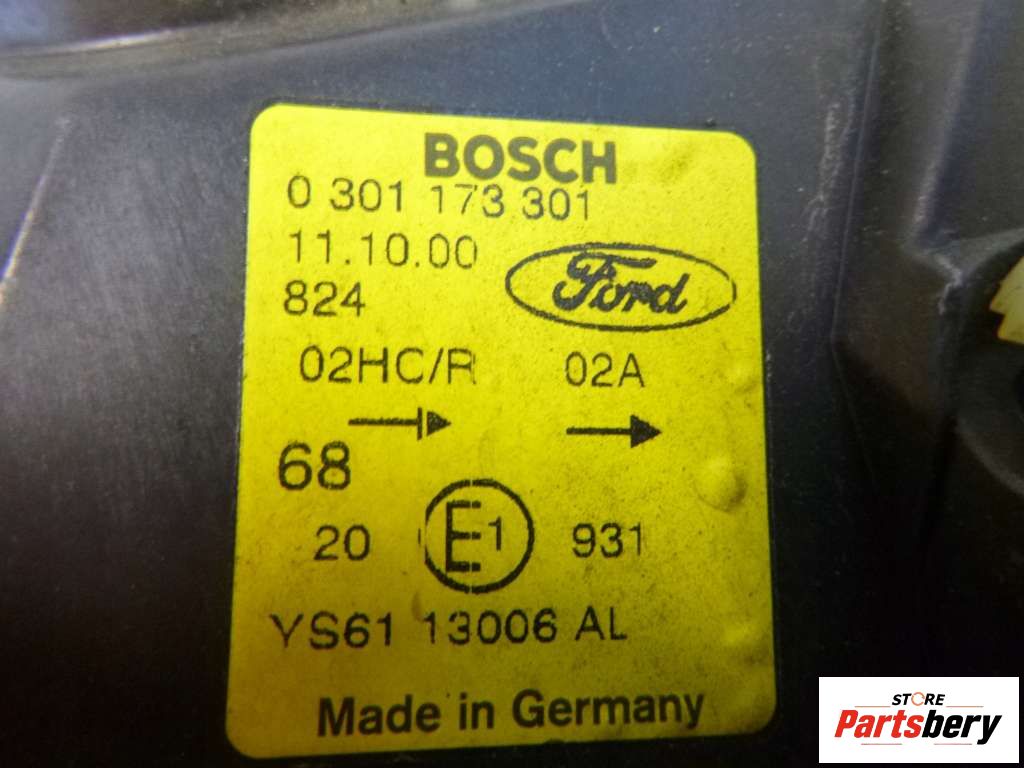 BOSCH
0 301 173 301
11.10.00
824
Ford
02HC/R 02A
68
20 E1 931
YS61 13006 AL
Made in Germany
STORE
Partsbery